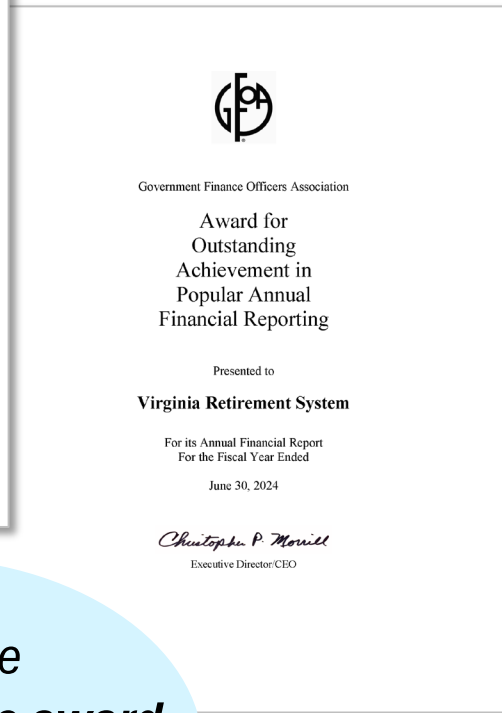 GFOA
Government Finance Officers Association
Award for
Outstanding
Achievement in
Popular Annual
Financial Reporting
Presented to
Virginia Retirement System
For its Annual Financial Report
For the Fiscal Year Ended
June 30, 2024
Christopher P. Morrill
Executive Director/CEO
award